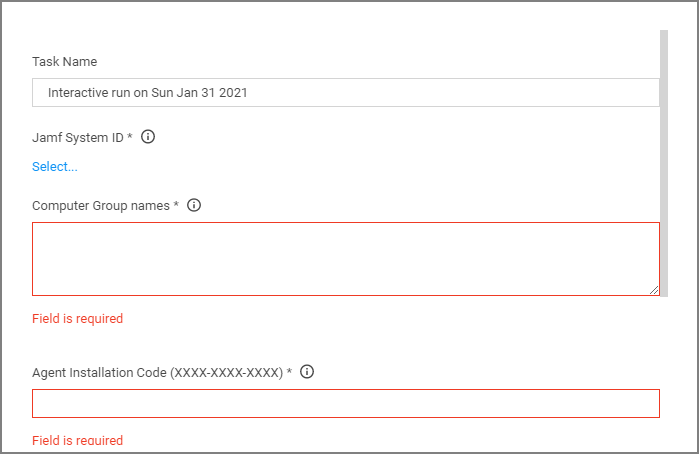 Task Name
Interactive run on Sun Jan 31 2021
Jamf System ID *
Select...
Computer Group names *
Field is required
Agent Installation Code (XXXX-XXXX-XXXX) *
Field is required